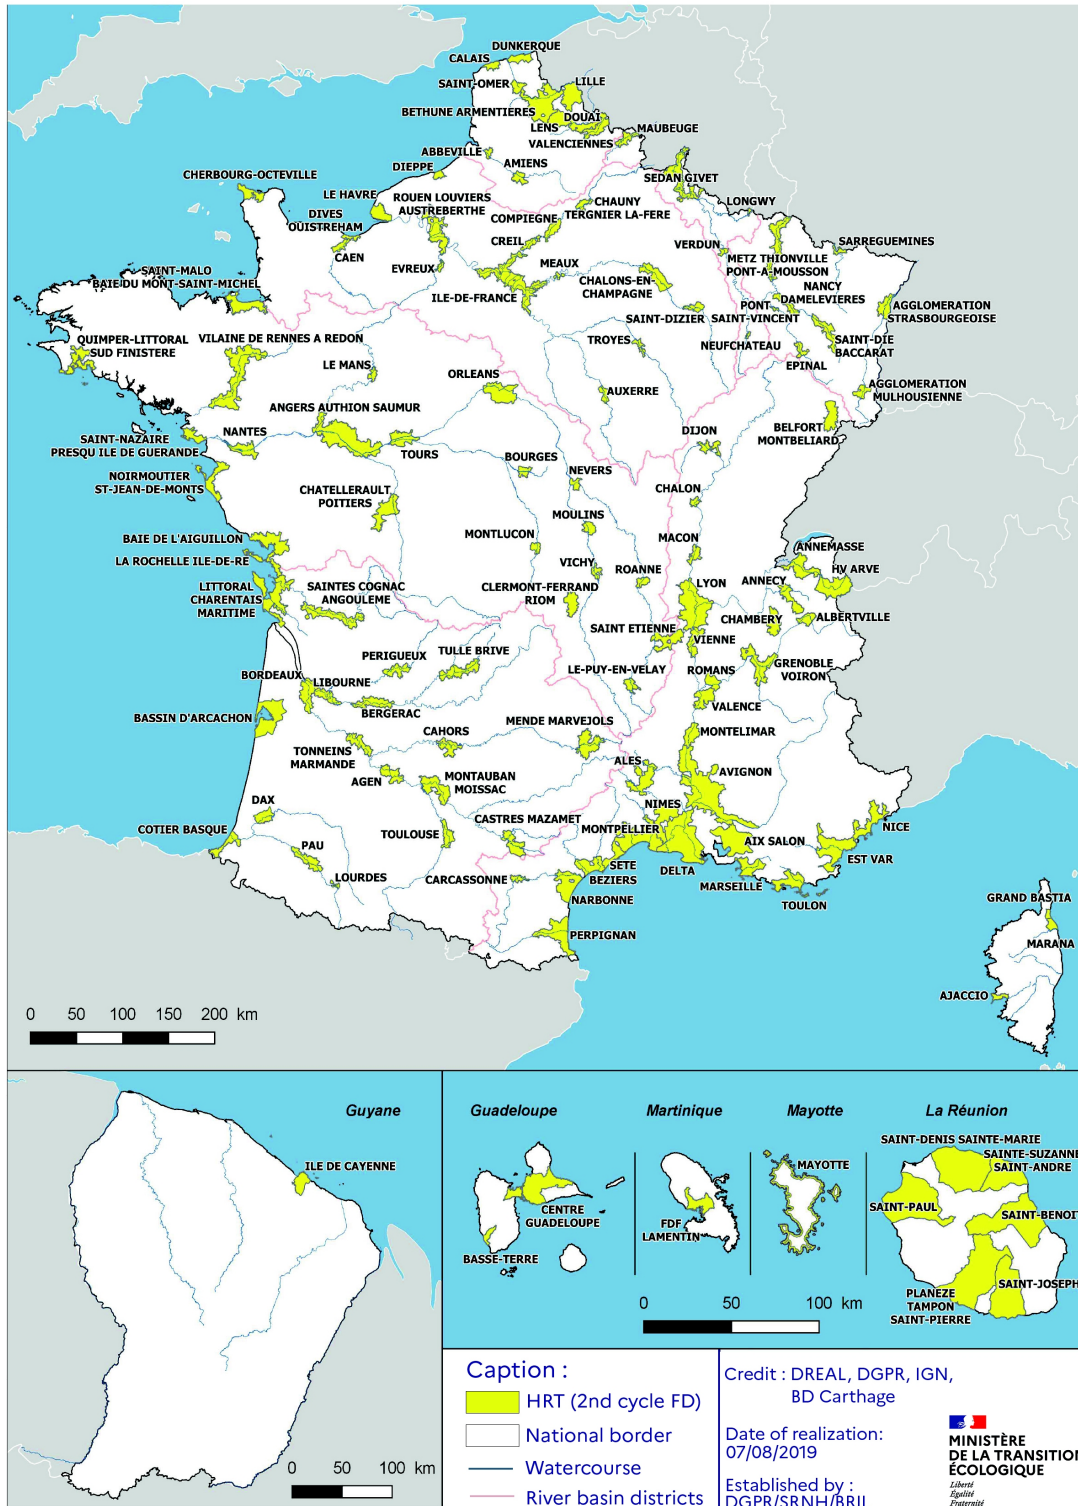 DUNKERQUE
CALAIS
SAINT-OMER
LILLE
BETHUNE ARMENTIERES
DOUAI
LENS
MAUBEUGE
VALENCIENNES
ABBEVILLE
AMIENS
DIEPPE
SEDAN GIVET
CHERBOURG-OCTEVILLE
LE HAVRE
ROUEN LOUVIERS
AUSTREBERTHE
CHAUNY
TERGNIER LA-FERE
LONGWY
DIVES
OUISTREHAM
COMPIEGNE
CREIL
VERDUN
SARREGUEMINES
CAEN
EVREUX
MEAUX
METZ THIONVILLE
PONT-A-MOUSSON
SAINT-MALO
BAIE DU MONT-SAINT-MICHEL
ILE-DE-FRANCE
CHALONS-EN-
CHAMPAGNE
NANCY
DAMELEVIERES
PONT
SAINT-VINCENT
AGGLOMERATION
STRASBOURGEOISE
SAINT-DIZIER
QUIMPER-LITTORAL
SUD FINISTERE
VILAINE DE RENNES A REDON
TROYES
NEUFCHATEAU
SAINT-DIE
BACCARAT
LE MANS
ORLEANS
EPINAL
AUXERRE
AGGLOMERATION
MULHOUSIENNE
ANGERS AUTHION SAUMUR
BELFORT
MONTBELIARD
SAINT-NAZAIRE
PRESQU ILE DE GUERANDE
NANTES
TOURS
DIJON
BOURGES
NEVERS
NOIRMOUTIER
ST-JEAN-DE-MONTS
CHATELLERAULT
POITIERS
CHALON
MOULINS
BAIE DE L'AIGUILLON
MONTLUCON
MACON
ANNEMASSE
LA ROCHELLE ILE-DE-RE
VICHY
ROANNE
HV ARVE
LITTORAL
CHARENTAIS
MARITIME
SAINTES COGNAC
ANGOULEME
CLERMONT-FERRAND
RIOM
LYON
ANNECY
SAINT ETIENNE
CHAMBERY
ALBERTVILLE
VIENNE
PERIGUEUX
TULLE BRIVE
BORDEAUX
LIBOURNE
LE-PUY-EN-VELAY
ROMANS
GRENOBLE
VOIRON
BASSIN D'ARCACHON
BERGERAC
VALENCE
MENDE MARVEJOLS
CAHORS
MONTELIMAR
TONNEINS
MARMANDE
AGEN
MONTAUBAN
MOISSAC
ALES
AVIGNON
DAX
NIMES
COTIER BASQUE
TOULOUSE
CASTRES MAZAMET
MONTPELLIER
NICE
PAU
AIX SALON
EST VAR
LOURDES
CARCASSONNE
SETE
BEZIERS
DELTA
MARSEILLE
TOULON
NARBONNE
PERPIGNAN
GRAND BASTIA
MARANA
AJACCIO
0 50 100 150 200 km
Guyane
ILE DE CAYENNE
0 50 100 km
Guadeloupe
CENTRE
GUADELOUPE
BASSE-TERRE
Martinique
FDF
LAMENTIN
Mayotte
MAYOTTE
La Réunion
SAINT-DENIS SAINTE-MARIE
SAINTE-SUZANNE
SAINT-ANDRE
SAINT-PAUL
SAINT-BENOIT
SAINT-JOSEPH
PLANEZE
TAMPON
SAINT-PIERRE
0 50 100 km
Caption :
HRT (2nd cycle FD)
National border
Watercourse
River basin districts
Credit : DREAL, DGPR, IGN,
BD Carthage
Date of realization:
07/08/2019
Established by :
DGPR/SRNH/BRIL
MINISTÈRE
DE LA TRANSITION
ÉCOLOGIQUE
Liberté
Égalité
Fraternité